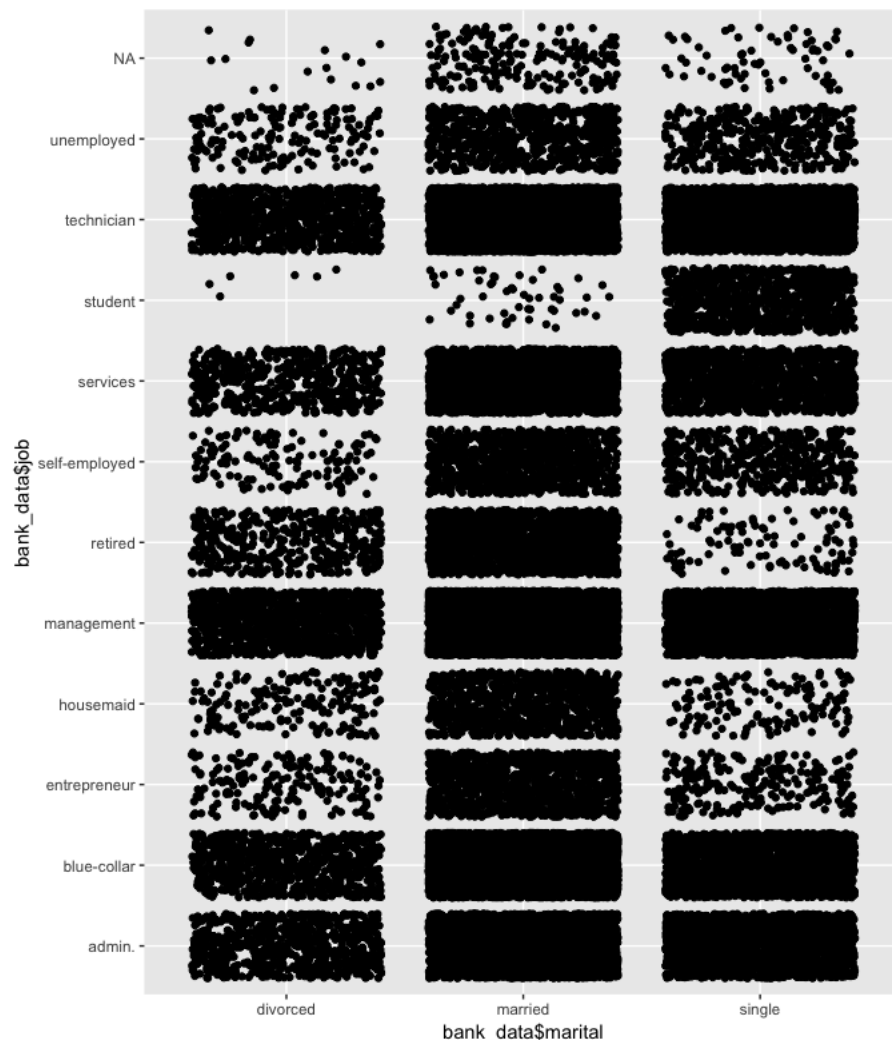 NA
unemployed
technician
student
services
self-employed
retired
management
housemaid
entrepreneur
blue-collar
admin.
bank_data$job
divorced married single
bank_data$marital